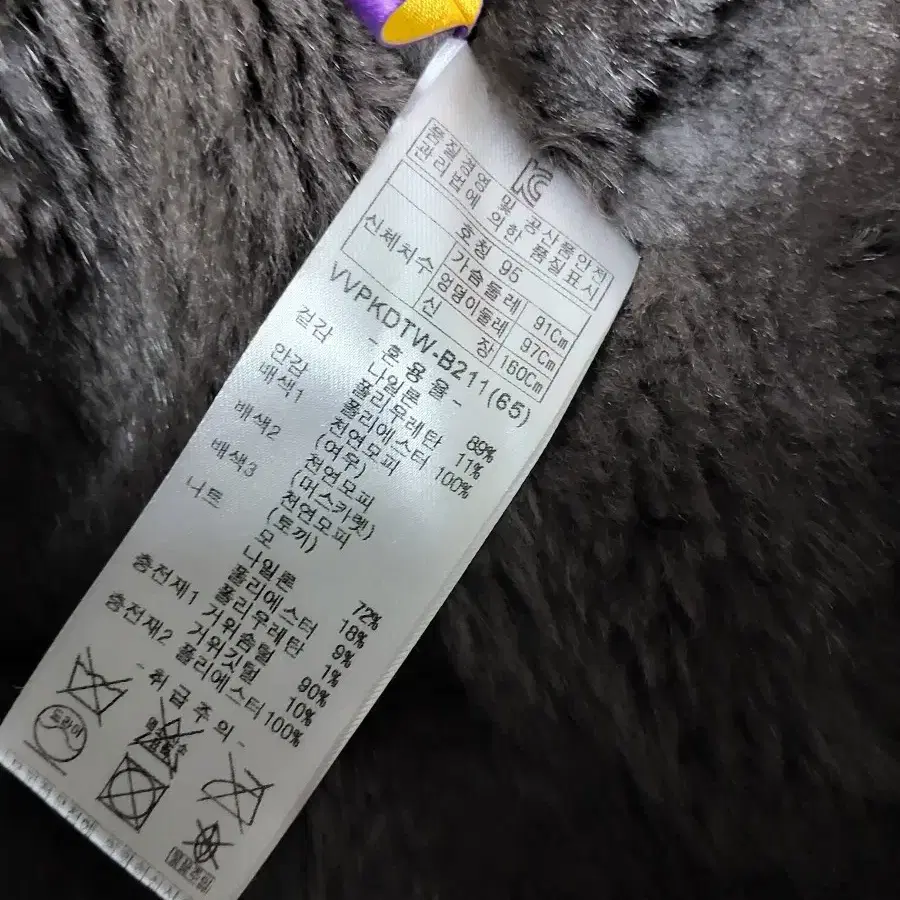 품질경영 및 공산품안전
관리법에 의한 품질표시
호칭 95
신체치수
가슴둘레 91Cm
엉덩이둘레 97Cm
신 장 160Cm
VVPKDTW-B211(65)
- 혼 용 율 -
겉감 나일론 89%
폴리우레탄 11%
안감 폴리에스터 100%
배색1 천연모피
(여우)
배색2 천연모피
(머스카렛)
배색3 천연모피
(토끼)
니트 모 72%
나일론 18%
폴리에스터 9%
폴리우레탄 1%
충전재1 거위솜털 90%
거위깃털 10%
충전재2 폴리에스터 100%
- 취 급 주 의 -
드라이